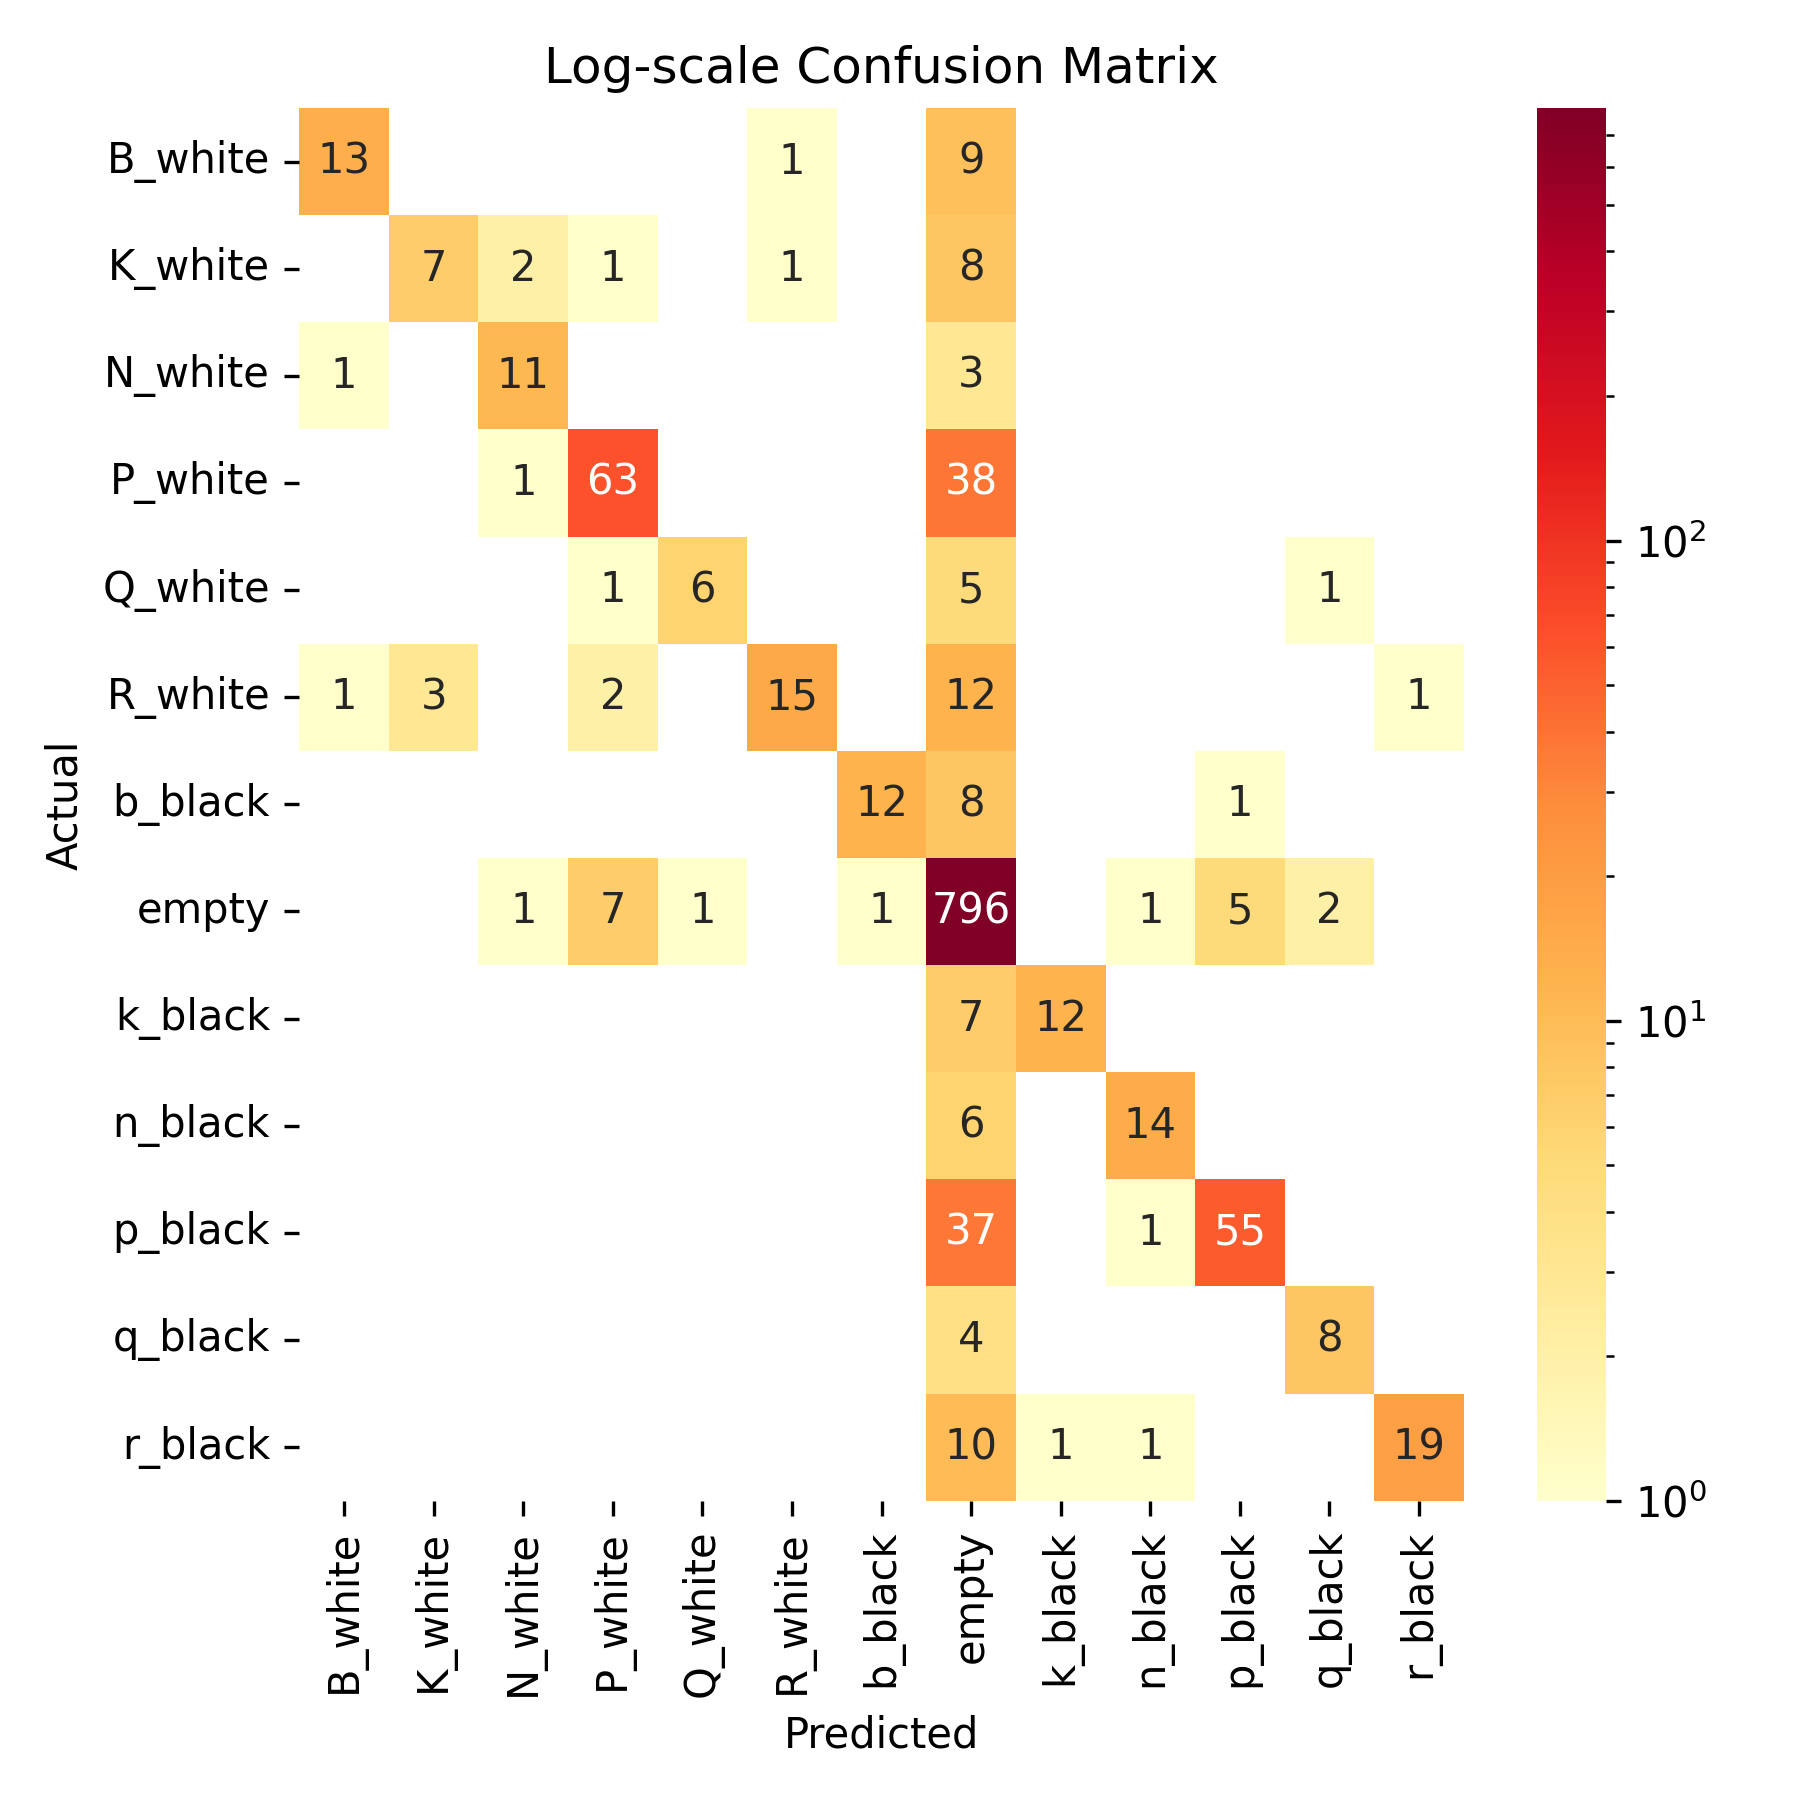 Log-scale Confusion Matrix
B_white 13 1 9
K_white 7 2 1 1 8
N_white 1 11 3
P_white 1 63 38
Q_white 1 6 5 1
R_white 1 3 2 15 12 1
b_black 12 8 1
empty 1 7 1 1 796 1 5 2
k_black 7 12
n_black 6 14
p_black 37 1 55
q_black 4 8
r_black 10 1 1 19
Actual
B_white K_white N_white P_white Q_white R_white b_black empty k_black n_black p_black q_black r_black
Predicted
10²
10¹
10⁰